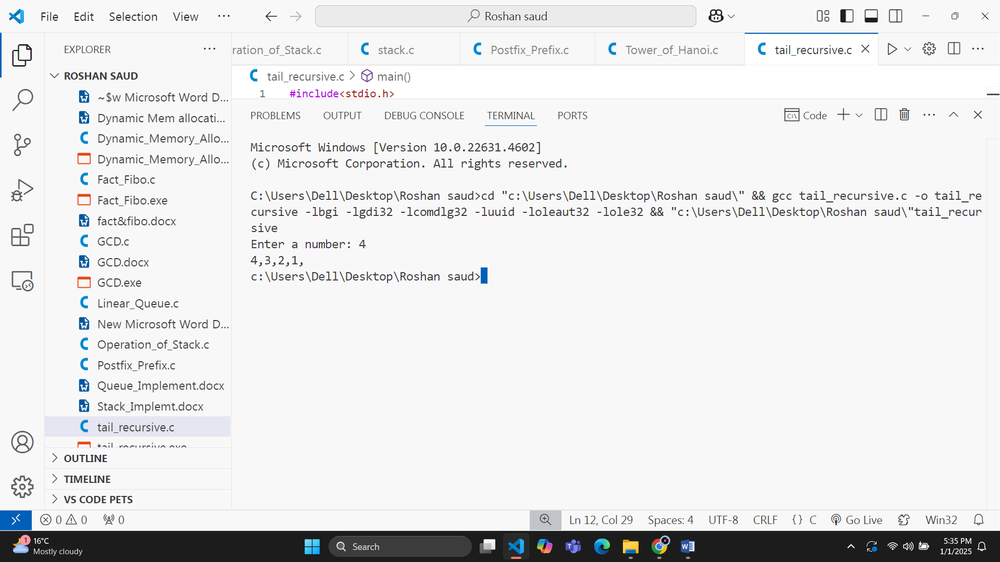 File Edit Selection View ···
Roshan saud
EXPLORER
ration_of_Stack.c
stack.c
Postfix_Prefix.c
Tower_of_Hanoi.c
tail_recursive.c
ROSHAN SAUD
~$w Microsoft Word D...
Dynamic Mem allocati...
Dynamic_Memory_Allo...
Dynamic_Memory_Allo...
Fact_Fibo.c
Fact_Fibo.exe
fact&fibo.docx
GCD.c
GCD.docx
GCD.exe
Linear_Queue.c
New Microsoft Word D...
Operation_of_Stack.c
Postfix_Prefix.c
Queue_Implement.docx
Stack_Implemt.docx
tail_recursive.c
tail_recursive.exe
OUTLINE
TIMELINE
VS CODE PETS
tail_recursive.c > main()
1 #include<stdio.h>
PROBLEMS OUTPUT DEBUG CONSOLE TERMINAL PORTS
Code
Microsoft Windows [Version 10.0.22631.4602]
(c) Microsoft Corporation. All rights reserved.
C:\Users\Dell\Desktop\Roshan saud>cd "c:\Users\Dell\Desktop\Roshan saud\" && gcc tail_recursive.c -o tail_re
cursive -lbgi -lgdi32 -lcomdlg32 -luuid -loleaut32 -lole32 && "c:\Users\Dell\Desktop\Roshan saud\"tail_recur
sive
Enter a number: 4
4,3,2,1,
c:\Users\Dell\Desktop\Roshan saud>
0 0 0
Ln 12, Col 29 Spaces: 4 UTF-8 CRLF {} C Go Live Win32
1
16°C
Mostly cloudy
Search
5:35 PM
1/1/2025